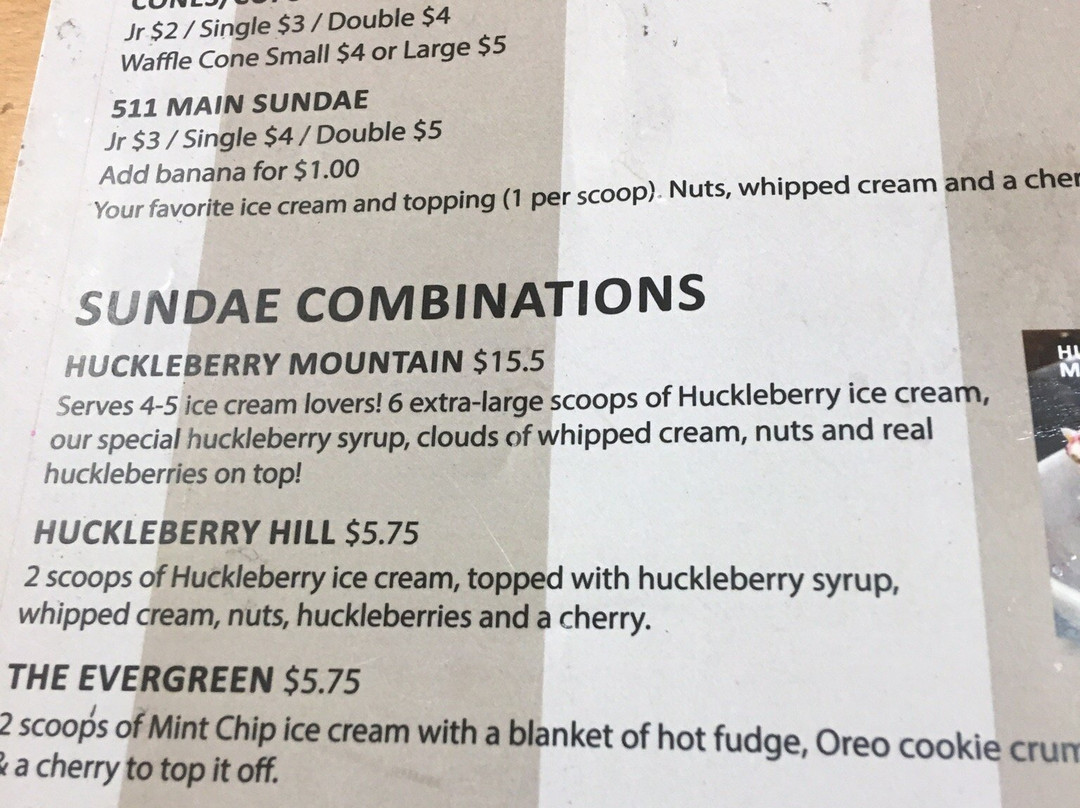 Jr $2 / Single $3 / Double $4
Waffle Cone Small $4 or Large $5
511 MAIN SUNDAE
Jr $3 / Single $4 / Double $5
Add banana for $1.00
Your favorite ice cream and topping (1 per scoop). Nuts, whipped cream and a cher
SUNDAE COMBINATIONS
HUCKLEBERRY MOUNTAIN $15.5
Serves 4-5 ice cream lovers! 6 extra-large scoops of Huckleberry ice cream,
our special huckleberry syrup, clouds of whipped cream, nuts and real
huckleberries on top!
HUCKLEBERRY HILL $5.75
2 scoops of Huckleberry ice cream, topped with huckleberry syrup,
whipped cream, nuts, huckleberries and a cherry.
THE EVERGREEN $5.75
2 scoops of Mint Chip ice cream with a blanket of hot fudge, Oreo cookie crum
& a cherry to top it off.